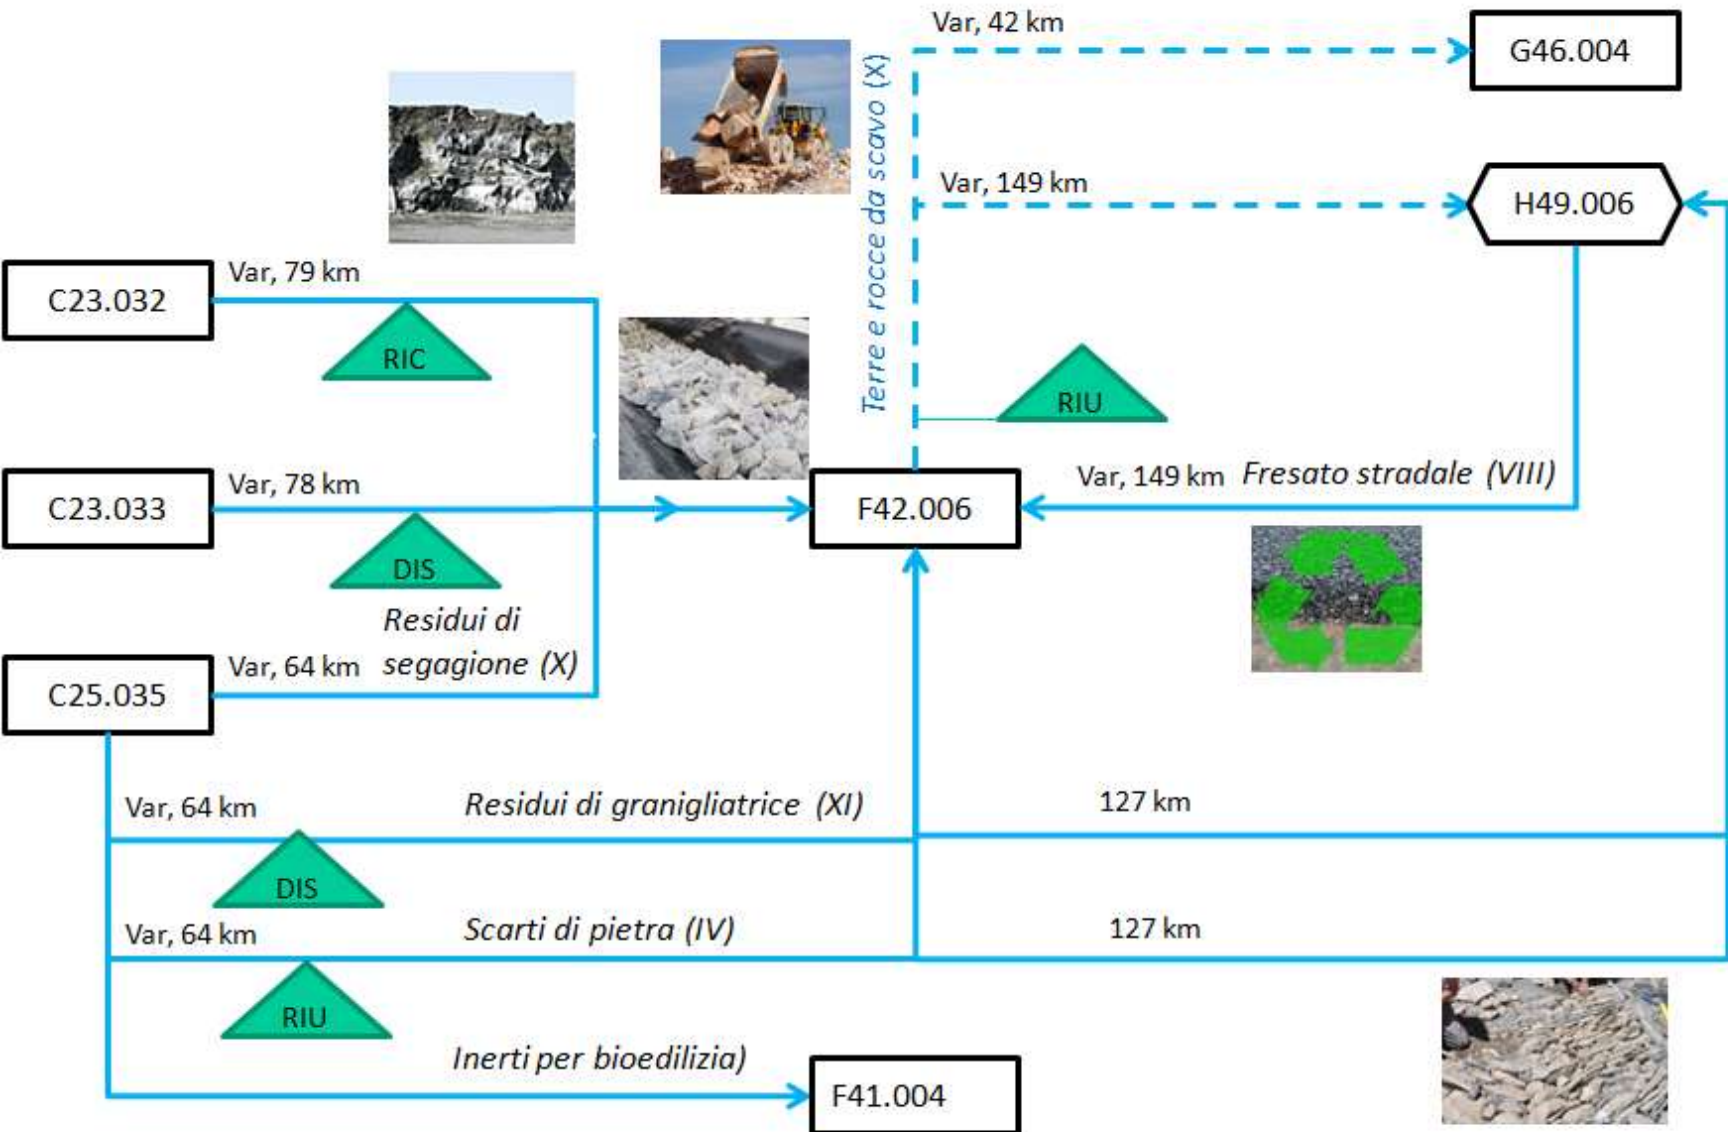 Var, 42 km
G46.004
Terre e rocce da scavo (X)
Var, 149 km
H49.006
Var, 79 km
C23.032
RIC
RIU
Var, 78 km
C23.033
F42.006
Var, 149 km Fresato stradale (VIII)
DIS
Residui di
segagione (X)
Var, 64 km
C25.035
Var, 64 km
Residui di granigliatrice (XI)
127 km
DIS
Var, 64 km
Scarti di pietra (IV)
127 km
RIU
Inerti per bioedilizia)
F41.004